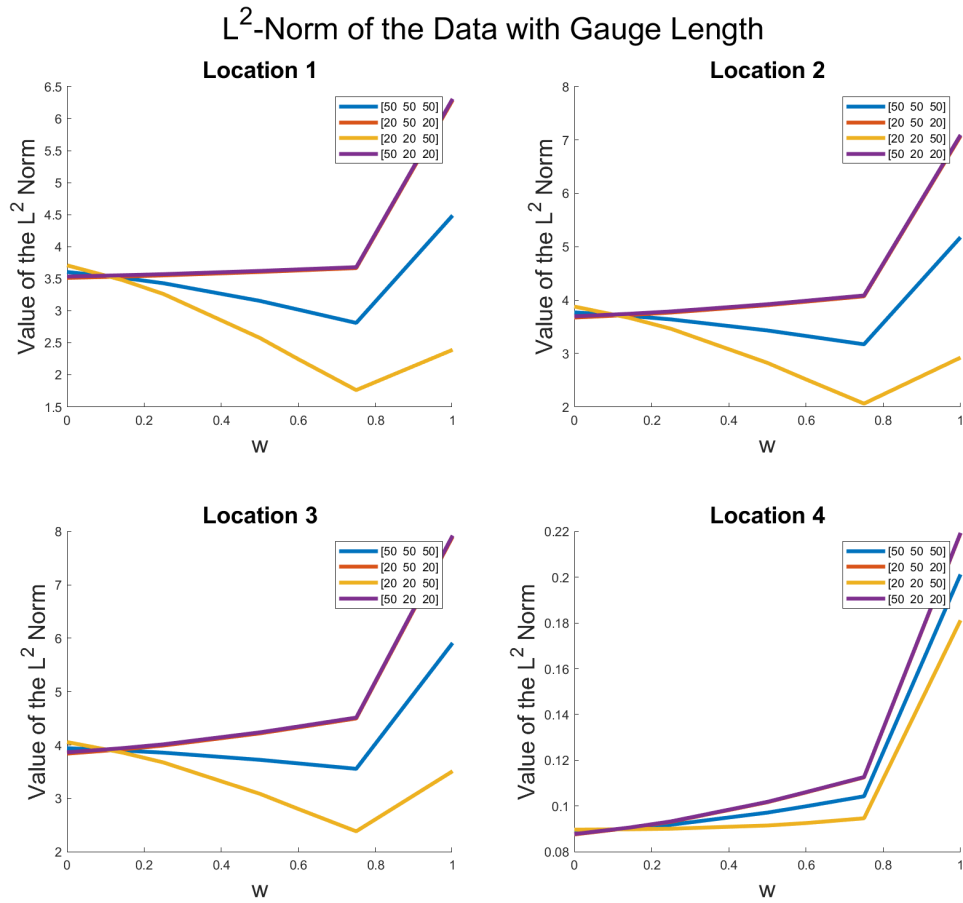 L²-Norm of the Data with Gauge Length
Location 1
Value of the L² Norm
6.5
6
5.5
5
4.5
4
3.5
3
2.5
2
1.5
0
0.2
0.4
0.6
0.8
1
w
[50 50 50]
[20 50 20]
[20 20 50]
[50 20 20]
Location 2
Value of the L² Norm
8
7
6
5
4
3
2
0
0.2
0.4
0.6
0.8
1
w
[50 50 50]
[20 50 20]
[20 20 50]
[50 20 20]
Location 3
Value of the L² Norm
8
7
6
5
4
3
2
0
0.2
0.4
0.6
0.8
1
w
[50 50 50]
[20 50 20]
[20 20 50]
[50 20 20]
Location 4
Value of the L² Norm
0.22
0.2
0.18
0.16
0.14
0.12
0.1
0.08
0
0.2
0.4
0.6
0.8
1
w
[50 50 50]
[20 50 20]
[20 20 50]
[50 20 20]